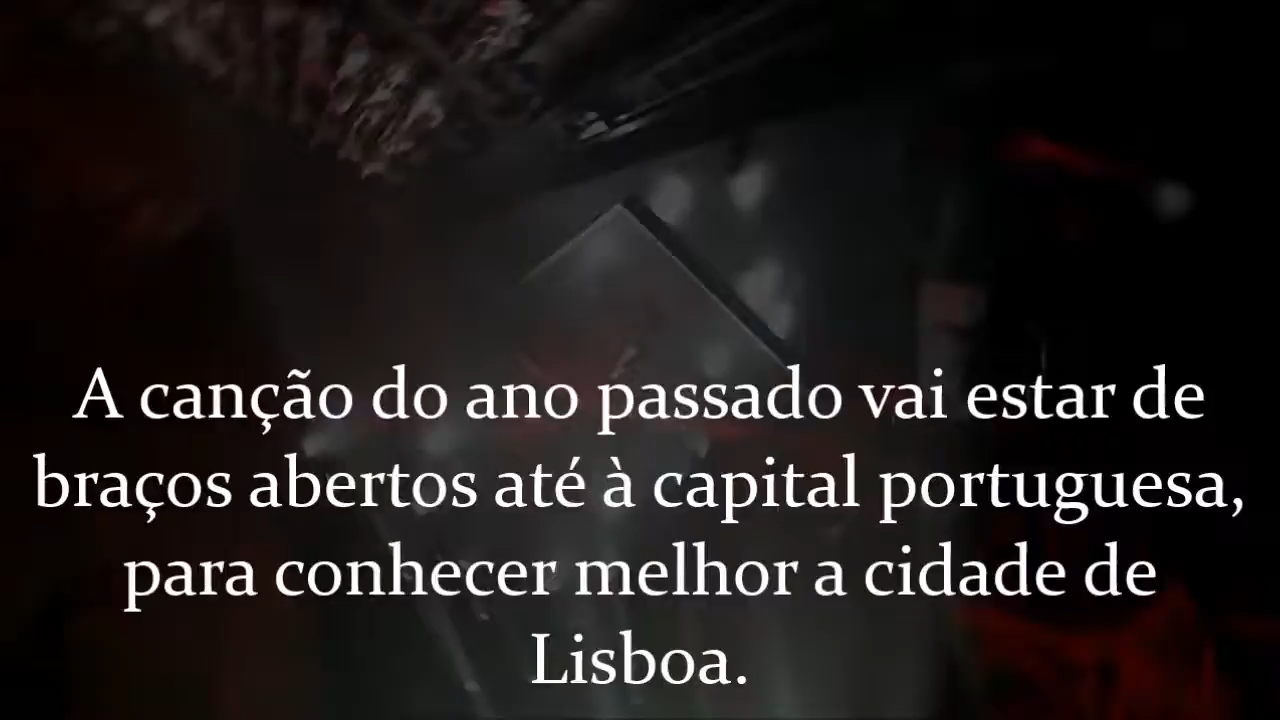 A canção do ano passado vai estar de
braços abertos até à capital portuguesa,
para conhecer melhor a cidade de
Lisboa.